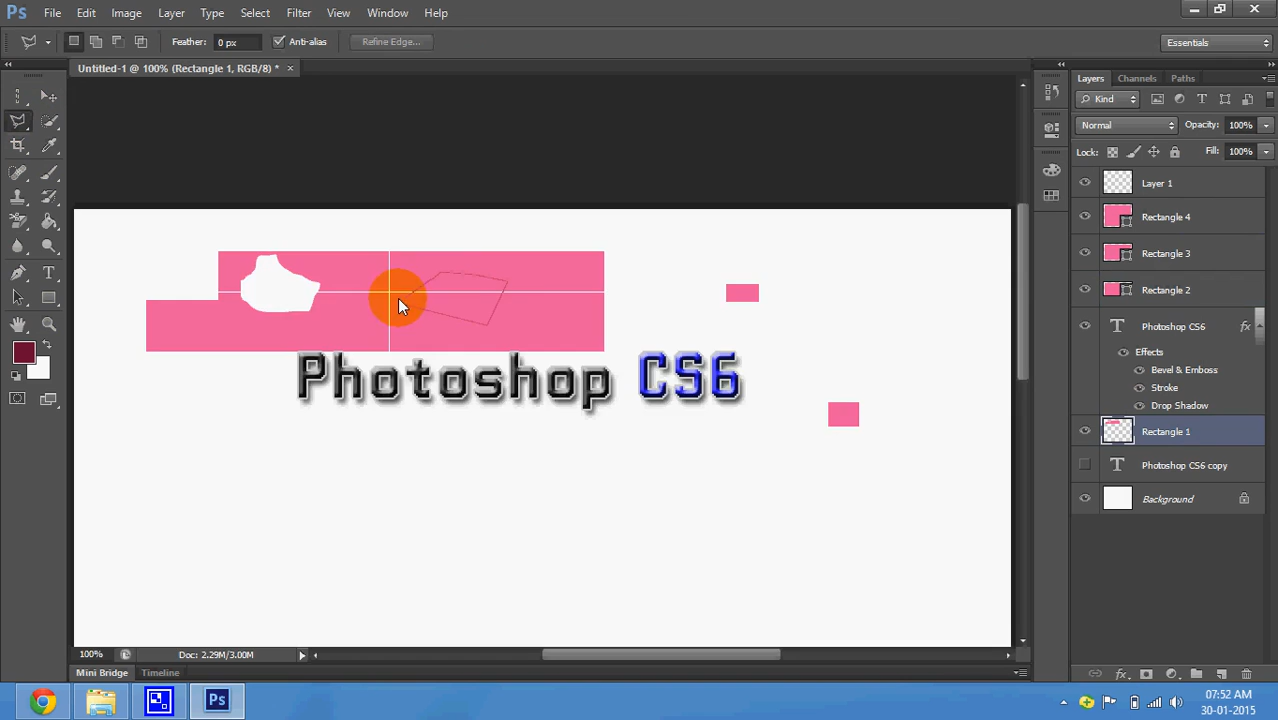 Ps File Edit Image Layer Type Select Filter View Window Help
Feather: 0 px Anti-alias Refine Edge... Essentials
Untitled-1 @ 100% (Rectangle 1, RGB/8) * ×
Layers Channels Paths
Kind
Normal Opacity: 100%
Lock: Fill: 100%
Layer 1
Rectangle 4
Rectangle 3
Rectangle 2
Photoshop CS6 fx
Effects
Bevel & Emboss
Stroke
Drop Shadow
Rectangle 1
Photoshop CS6 copy
Background
Photoshop CS6
100% Doc: 2.29M/3.00M
Mini Bridge Timeline
Ps
07:52 AM
30-01-2015